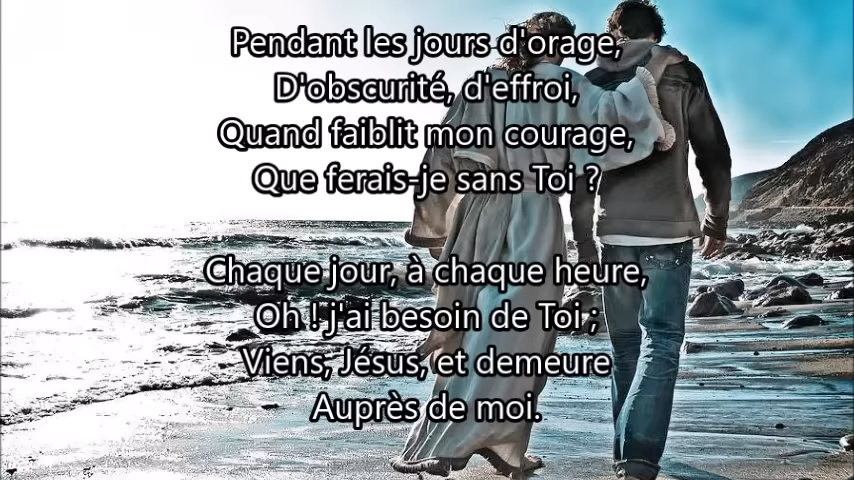 Pendant les jours d'orage,
D'obscurité, d'effroi,
Quand faiblit mon courage,
Que ferais-je sans Toi ?
Chaque jour, à chaque heure,
Oh ! j'ai besoin de Toi ;
Viens, Jésus, et demeure
Auprès de moi.